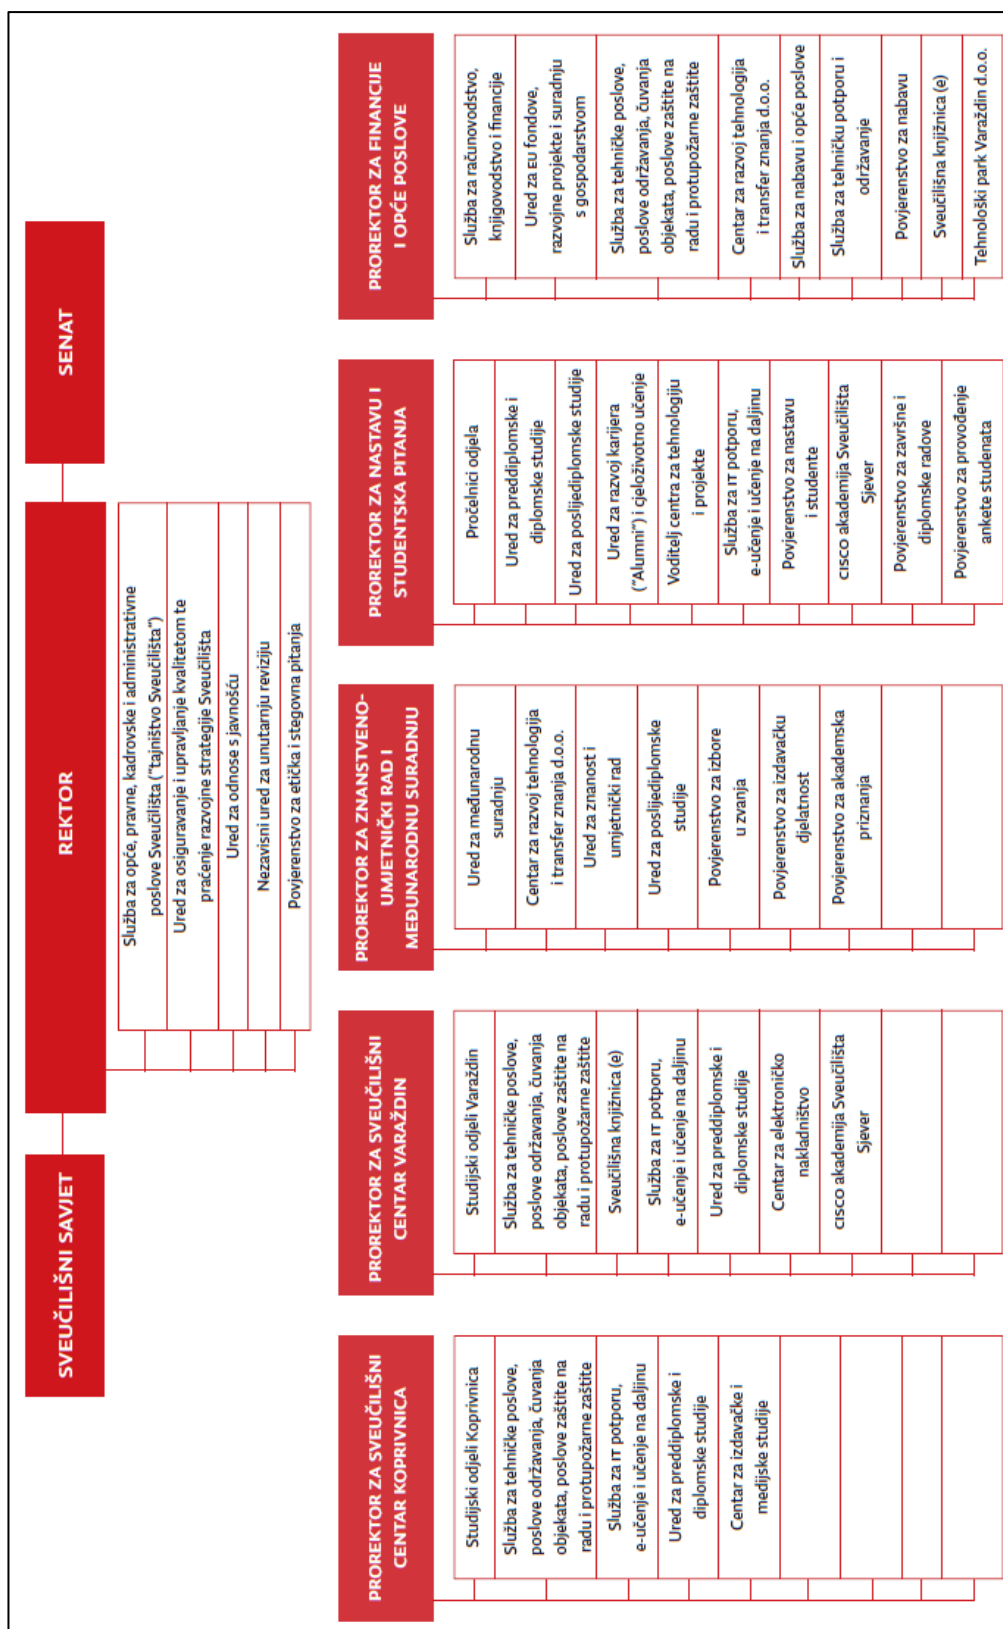 SVEUČILIŠNI SAVJET
REKTOR
SENAT
Služba za opće, pravne, kadrovske i administrativne
poslove Sveučilišta ("tajništvo Sveučilišta")
Ured za osiguravanje i upravljanje kvalitetom te
praćenje razvojne strategije Sveučilišta
Ured za odnose s javnošću
Nezavisni ured za unutarnju reviziju
Povjerenstvo za etička i stegovna pitanja
PROREKTOR ZA SVEUČILIŠNI
CENTAR KOPRIVNICA
Studijski odjeli Koprivnica
Služba za tehničke poslove,
poslove održavanja, čuvanja
objekata, poslove zaštite na
radu i protupožarne zaštite
Služba za IT potporu,
e-učenje i učenje na daljinu
Ured za preddiplomske i
diplomske studije
Centar za izdavačke i
medijske studije
PROREKTOR ZA SVEUČILIŠNI
CENTAR VARAŽDIN
Studijski odjeli Varaždin
Služba za tehničke poslove,
poslove održavanja, čuvanja
objekata, poslove zaštite na
radu i protupožarne zaštite
Sveučilišna knjižnica (e)
Služba za IT potporu,
e-učenje i učenje na daljinu
Ured za preddiplomske i
diplomske studije
Centar za elektroničko
nakladništvo
CISCO akademija Sveučilišta
Sjever
PROREKTOR ZA ZNANSTVENO-
UMJETNIČKI RAD I
MEĐUNARODNU SURADNJU
Ured za međunarodnu
suradnju
Centar za razvoj tehnologija
i transfer znanja d.o.o.
Ured za znanost i
umjetnički rad
Ured za poslijediplomske
studije
Povjerenstvo za izbore
u zvanja
Povjerenstvo za izdavačku
djelatnost
Povjerenstvo za akademska
priznanja
PROREKTOR ZA NASTAVU I
STUDENTSKA PITANJA
Pročelnici odjela
Ured za preddiplomske i
diplomske studije
Ured za poslijediplomske studije
Ured za razvoj karijera
("Alumni") i cjeloživotno učenje
Voditelj centra za tehnologiju
i projekte
Služba za IT potporu,
e-učenje i učenje na daljinu
Povjerenstvo za nastavu
i studente
CISCO akademija Sveučilišta
Sjever
Povjerenstvo za završne i
diplomske radove
Povjerenstvo za provođenje
ankete studenata
PROREKTOR ZA FINANCIJE
I OPĆE POSLOVE
Služba za računovodstvo,
knjigovodstvo i financije
Ured za EU fondove,
razvojne projekte i suradnju
s gospodarstvom
Služba za tehničke poslove,
poslove održavanja, čuvanja
objekata, poslove zaštite na
radu i protupožarne zaštite
Centar za razvoj tehnologija
i transfer znanja d.o.o.
Služba za nabavu i opće poslove
Služba za tehničku potporu i
održavanje
Povjerenstvo za nabavu
Sveučilišna knjižnica (e)
Tehnološki park Varaždin d.o.o.